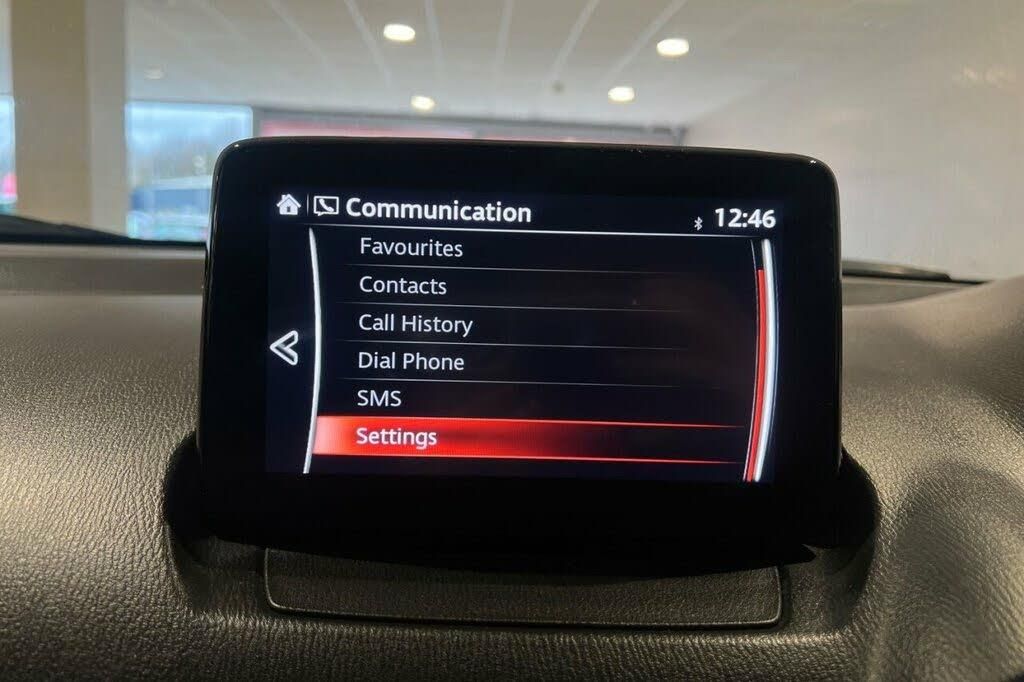 Communication
12:46
Favourites
Contacts
Call History
Dial Phone
SMS
Settings